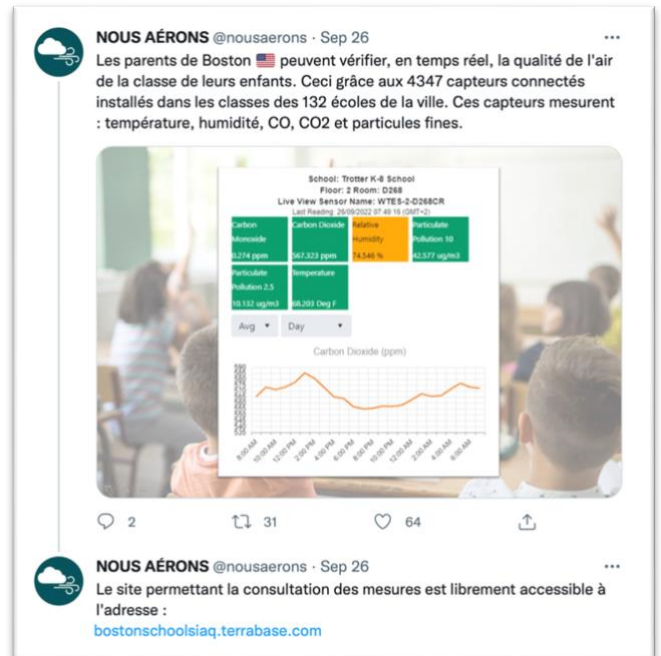 NOUS AÉRONS @nousaerons · Sep 26
Les parents de Boston 🇺🇸 peuvent vérifier, en temps réel, la qualité de l'air
de la classe de leurs enfants. Ceci grâce aux 4347 capteurs connectés
installés dans les classes des 132 écoles de la ville. Ces capteurs mesurent
: température, humidité, CO, CO2 et particules fines.
School: Trotter K-8 School
Floor: 2 Room: D268
Live View Sensor Name: WTES-2-D268CR
Last Reading: 26/09/2022 07:49:16 (GMT+2)
Carbon Monoxide
0.274 ppm
Carbon Dioxide
567.323 ppm
Relative Humidity
74.546 %
Particulate Pollution 10
42.577 ug/m3
Particulate Pollution 2.5
10.132 ug/m3
Temperature
68.203 Deg F
Avg
Day
Carbon Dioxide (ppm)
8:00 AM
10:00 AM
12:00 PM
2:00 PM
4:00 PM
6:00 PM
8:00 PM
10:00 PM
12:00 AM
2:00 AM
4:00 AM
6:00 AM
2
31
64
NOUS AÉRONS @nousaerons · Sep 26
Le site permettant la consultation des mesures est librement accessible à
l'adresse :
bostonschoolsiaq.terrabase.com